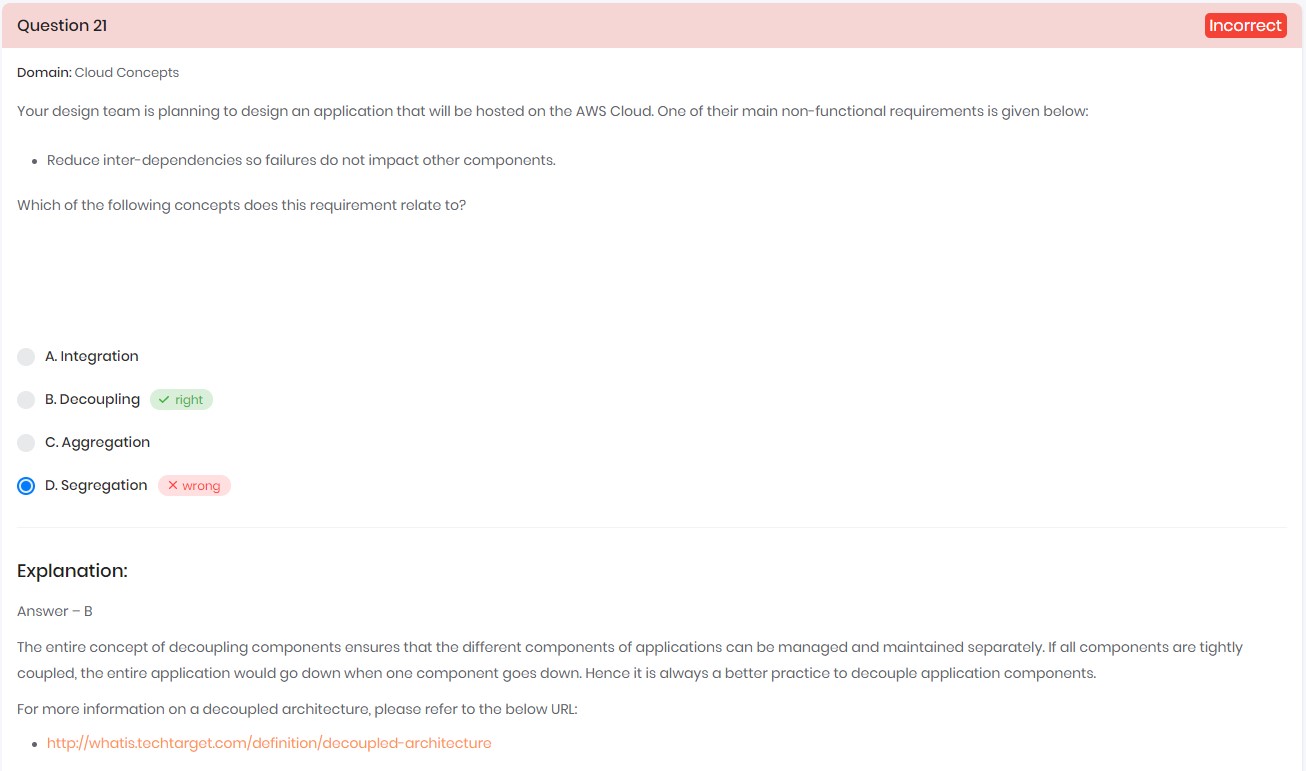 Question 21
Incorrect
Domain: Cloud Concepts
Your design team is planning to design an application that will be hosted on the AWS Cloud. One of their main non-functional requirements is given below:
• Reduce inter-dependencies so failures do not impact other components.
Which of the following concepts does this requirement relate to?
A. Integration
B. Decoupling ✓ right
C. Aggregation
D. Segregation ✕ wrong
Explanation:
Answer – B
The entire concept of decoupling components ensures that the different components of applications can be managed and maintained separately. If all components are tightly
coupled, the entire application would go down when one component goes down. Hence it is always a better practice to decouple application components.
For more information on a decoupled architecture, please refer to the below URL:
• http://whatis.techtarget.com/definition/decoupled-architecture